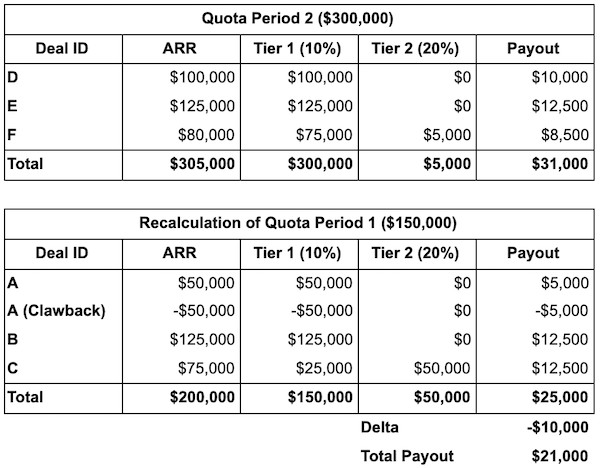 Quota Period 2 ($300,000)
Deal ID ARR Tier 1 (10%) Tier 2 (20%) Payout
D $100,000 $100,000 $0 $10,000
E $125,000 $125,000 $0 $12,500
F $80,000 $75,000 $5,000 $8,500
Total $305,000 $300,000 $5,000 $31,000
Recalculation of Quota Period 1 ($150,000)
Deal ID ARR Tier 1 (10%) Tier 2 (20%) Payout
A $50,000 $50,000 $0 $5,000
A (Clawback) -$50,000 -$50,000 $0 -$5,000
B $125,000 $125,000 $0 $12,500
C $75,000 $25,000 $50,000 $12,500
Total $200,000 $150,000 $50,000 $25,000
Delta -$10,000
Total Payout $21,000